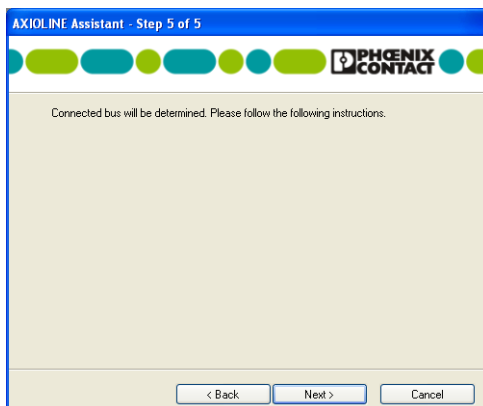 AXIOLINE Assistant - Step 5 of 5
PHŒNIX
CONTACT
Connected bus will be determined. Please follow the following instructions.
< Back
Next >
Cancel